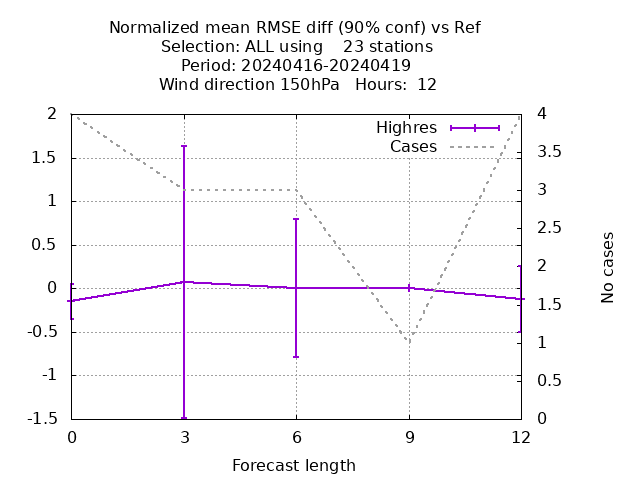 Normalized mean RMSE diff (90% conf) vs Ref
Selection: ALL using    23 stations
Period: 20240416-20240419
Wind direction 150hPa   Hours:  12
Highres
Cases
2
1.5
1
0.5
0
-0.5
-1
-1.5
4
3.5
3
2.5
2
1.5
1
0.5
0
No cases
0 3 6 9 12
Forecast length